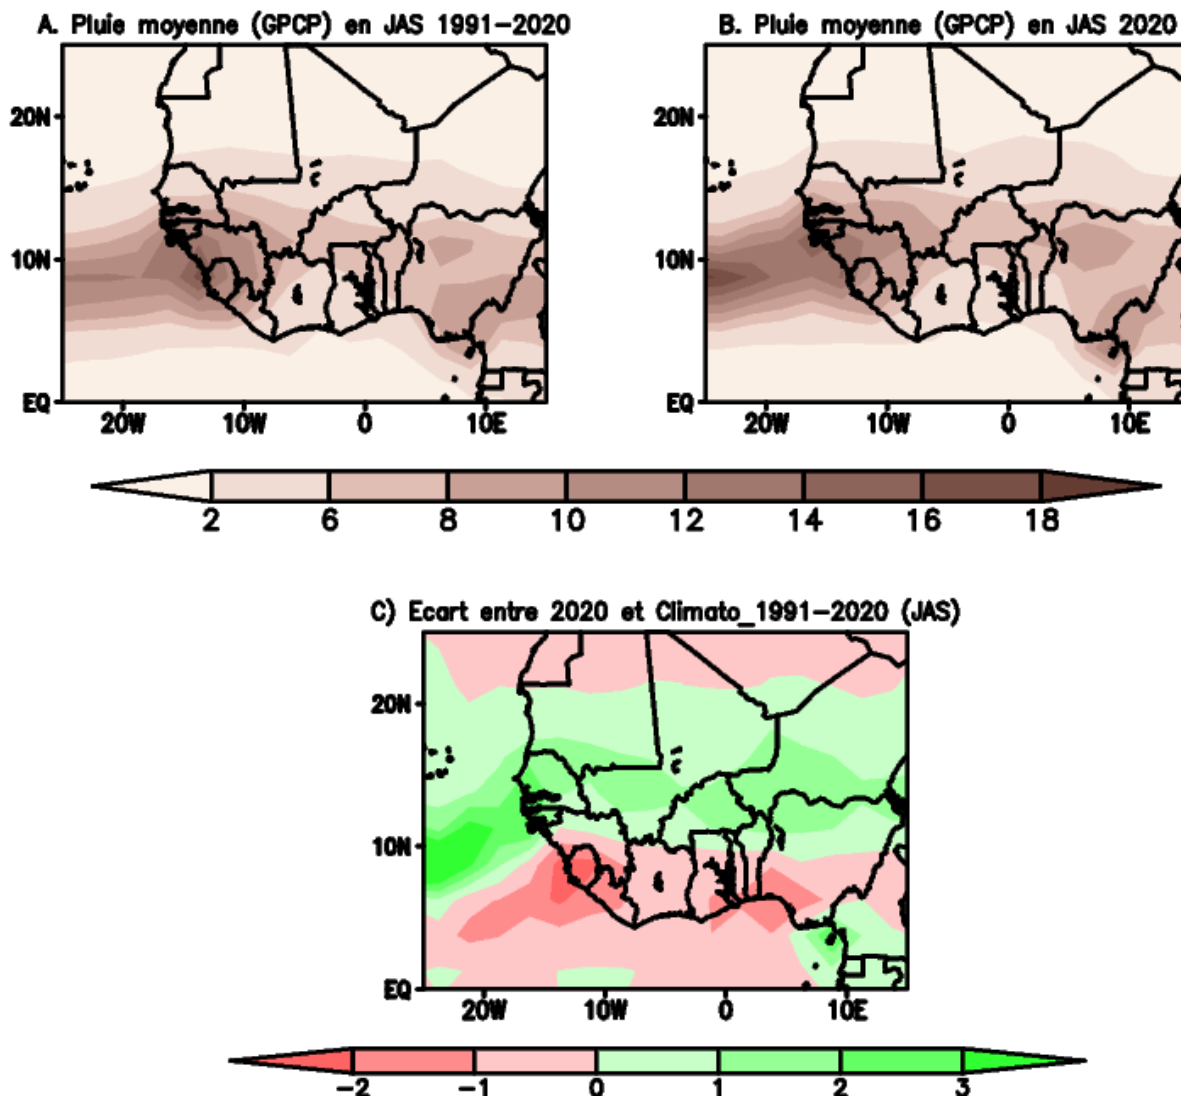 A. Pluie moyenne (GPCP) en JAS 1991-2020
B. Pluie moyenne (GPCP) en JAS 2020
20N
10N
EQ
20W 10W 0 10E
20N
10N
EQ
20W 10W 0 10E
2 6 8 10 12 14 16 18
C) Ecart entre 2020 et Climato_1991-2020 (JAS)
20N
10N
EQ
20W 10W 0 10E
-2 -1 0 1 2 3